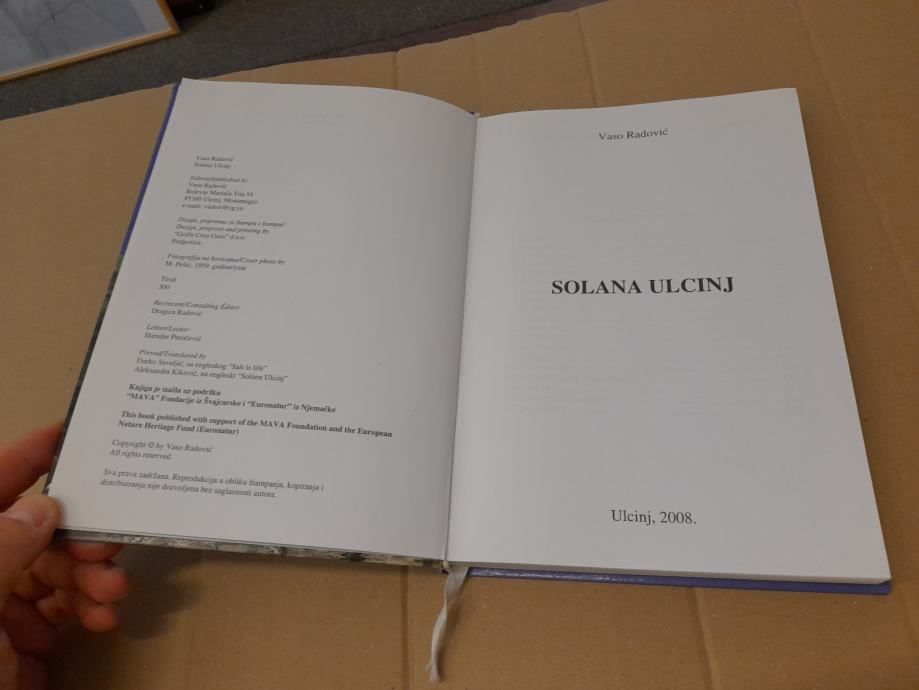 Vaso Radović
Solana Ulcinj
Izdavač/published by
Vaso Radović
Bulevar Maršala Tita 54
85360 Ulcinj, Montenegro
Dizajn, priprema za štampu i štampa/
Design, prepress and printing by
"Grafo Crna Gora" d.o.o.
Podgorica
Fotografija na koricama/Cover photo by
M. Pešić, 1959. godine/year
Tiraž
300
Recenzent/Consulting Editor
Dragica Radović
Lektor/Lector
Skender Peročević
Prevod/Translated by
Darko Saveljić, sa engleskog "Salt is life"
Aleksandra Kiković, na engleski "Solana Ulcinj"
Knjiga je izašla uz podršku
"MAVA" Fondacije iz Švajcarske i "Euronatur" iz Njemačke
This book published with support of the MAVA Foundation and the European
Nature Heritage Fund (Euronatur)
Copyright © by Vaso Radović
All rights reserved.
Sva prava zadržana. Reprodukcija u obliku štampanja, kopiranja i
distribuiranja nije dozvoljena bez saglasnosti autora.
Vaso Radović
SOLANA ULCINJ
Ulcinj, 2008.